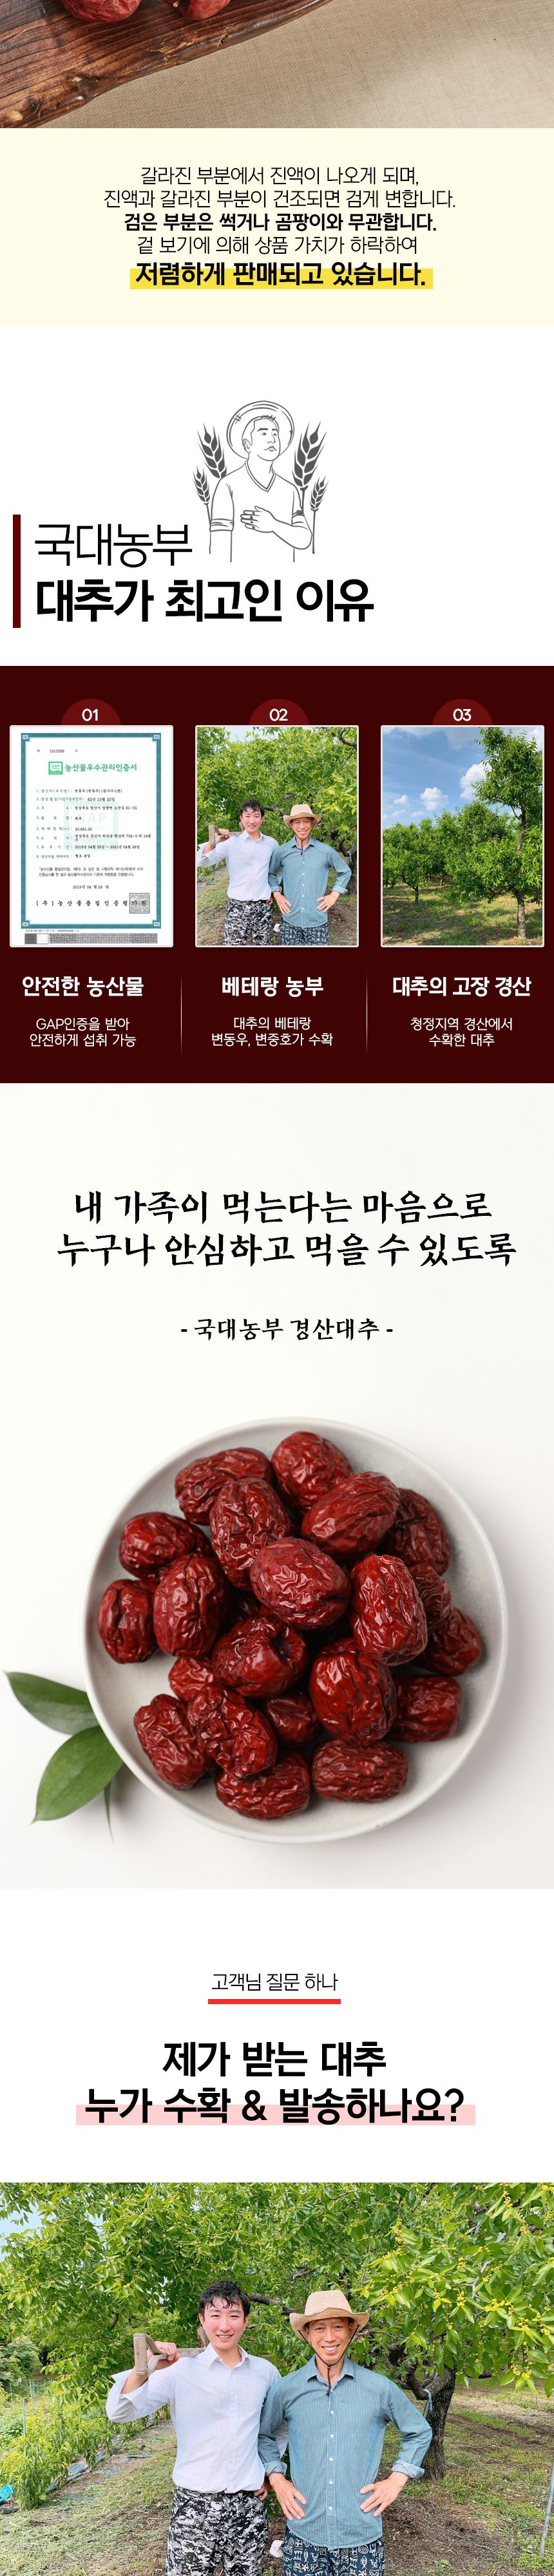 갈라진 부분에서 진액이 나오게 되며,
진액과 갈라진 부분이 건조되면 검게 변합니다.
검은 부분은 썩거나 곰팡이와 무관합니다.
겉 보기에 의해 상품 가치가 하락하여
저렴하게 판매되고 있습니다.
국대농부
대추가 최고인 이유
01
농산물우수관리인증서
안전한 농산물
GAP인증을 받아
안전하게 섭취 가능
02
베테랑 농부
대추의 베테랑
변동우, 변중호가 수확
03
대추의 고장 경산
청정지역 경산에서
수확한 대추
내 가족이 먹는다는 마음으로
누구나 안심하고 먹을 수 있도록
- 국대농부 경산대추 -
고객님 질문 하나
제가 받는 대추
누가 수확 & 발송하나요?